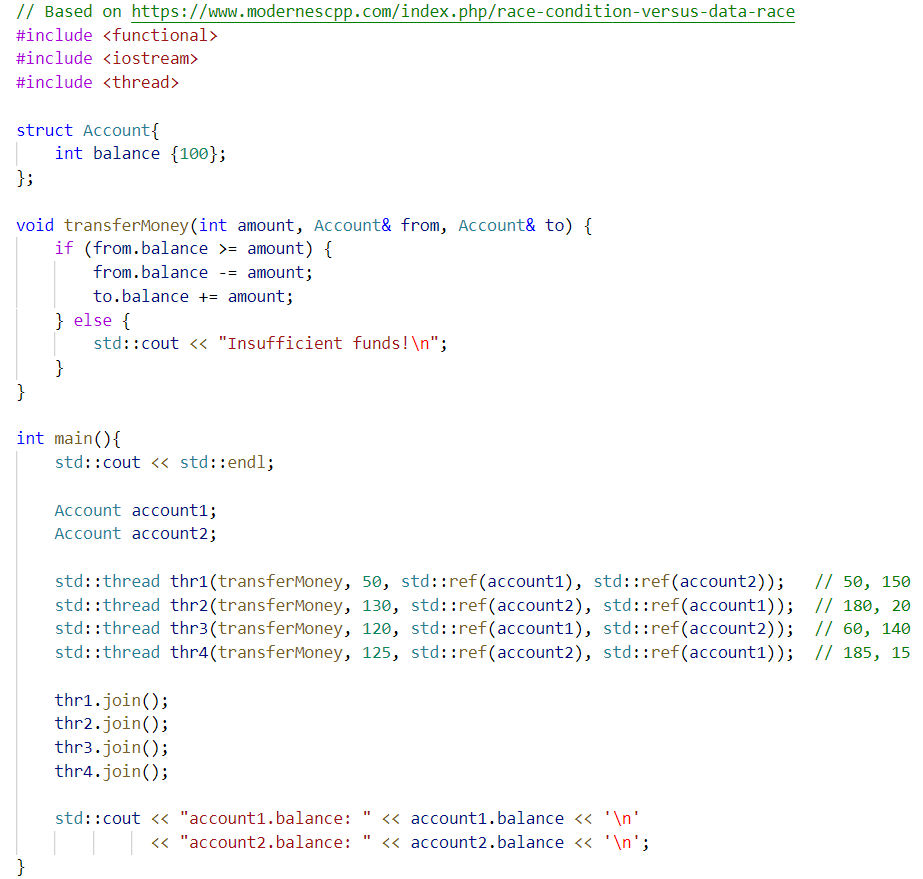 // Based on https://www.modernescpp.com/index.php/race-condition-versus-data-race
#include <functional>
#include <iostream>
#include <thread>

struct Account{
    int balance {100};
};

void transferMoney(int amount, Account& from, Account& to) {
    if (from.balance >= amount) {
        from.balance -= amount;
        to.balance += amount;
    } else {
        std::cout << "Insufficient funds!\n";
    }
}

int main(){
    std::cout << std::endl;

    Account account1;
    Account account2;

    std::thread thr1(transferMoney, 50, std::ref(account1), std::ref(account2));   // 50, 150
    std::thread thr2(transferMoney, 130, std::ref(account2), std::ref(account1));  // 180, 20
    std::thread thr3(transferMoney, 120, std::ref(account1), std::ref(account2));  // 60, 140
    std::thread thr4(transferMoney, 125, std::ref(account2), std::ref(account1));  // 185, 15

    thr1.join();
    thr2.join();
    thr3.join();
    thr4.join();

    std::cout << "account1.balance: " << account1.balance << '\n'
              << "account2.balance: " << account2.balance << '\n';
}